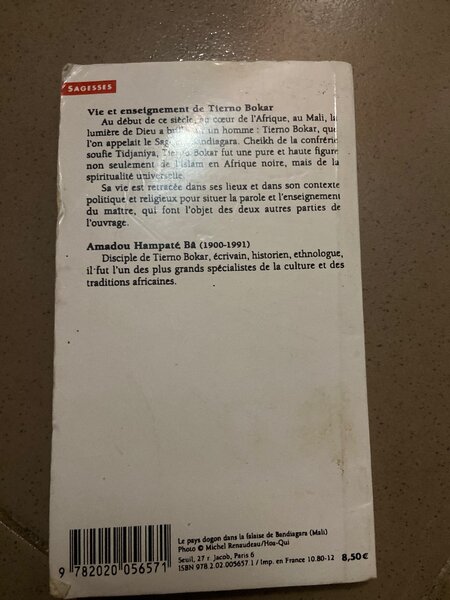 SAGESSES
Vie et enseignement de Tierno Bokar
Au début de ce siècle, au cœur de l'Afrique, au Mali, la
lumière de Dieu a brillé en un homme : Tierno Bokar, que
l'on appelait le Sage de Bandiagara. Cheikh de la confrérie
soufie Tidjaniya, Tierno Bokar fut une pure et haute figure
non seulement de l'Islam en Afrique noire, mais de la
spiritualité universelle.
Sa vie est retracée dans ses lieux et dans son contexte
politique et religieux pour situer la parole et l'enseignement
du maître, qui font l'objet des deux autres parties de
l'ouvrage.
Amadou Hampaté Bâ (1900-1991)
Disciple de Tierno Bokar, écrivain, historien, ethnologue,
il fut l'un des plus grands spécialistes de la culture et des
traditions africaines.
Le pays dogon dans la falaise de Bandiagara (Mali)
Photo © Michel Renaudeau/Hoa-Qui
Seuil, 27 r. Jacob, Paris 6
ISBN 978.2.02.005657.1 / Imp. en France 10.80-12 8,50€
9 782020 056571